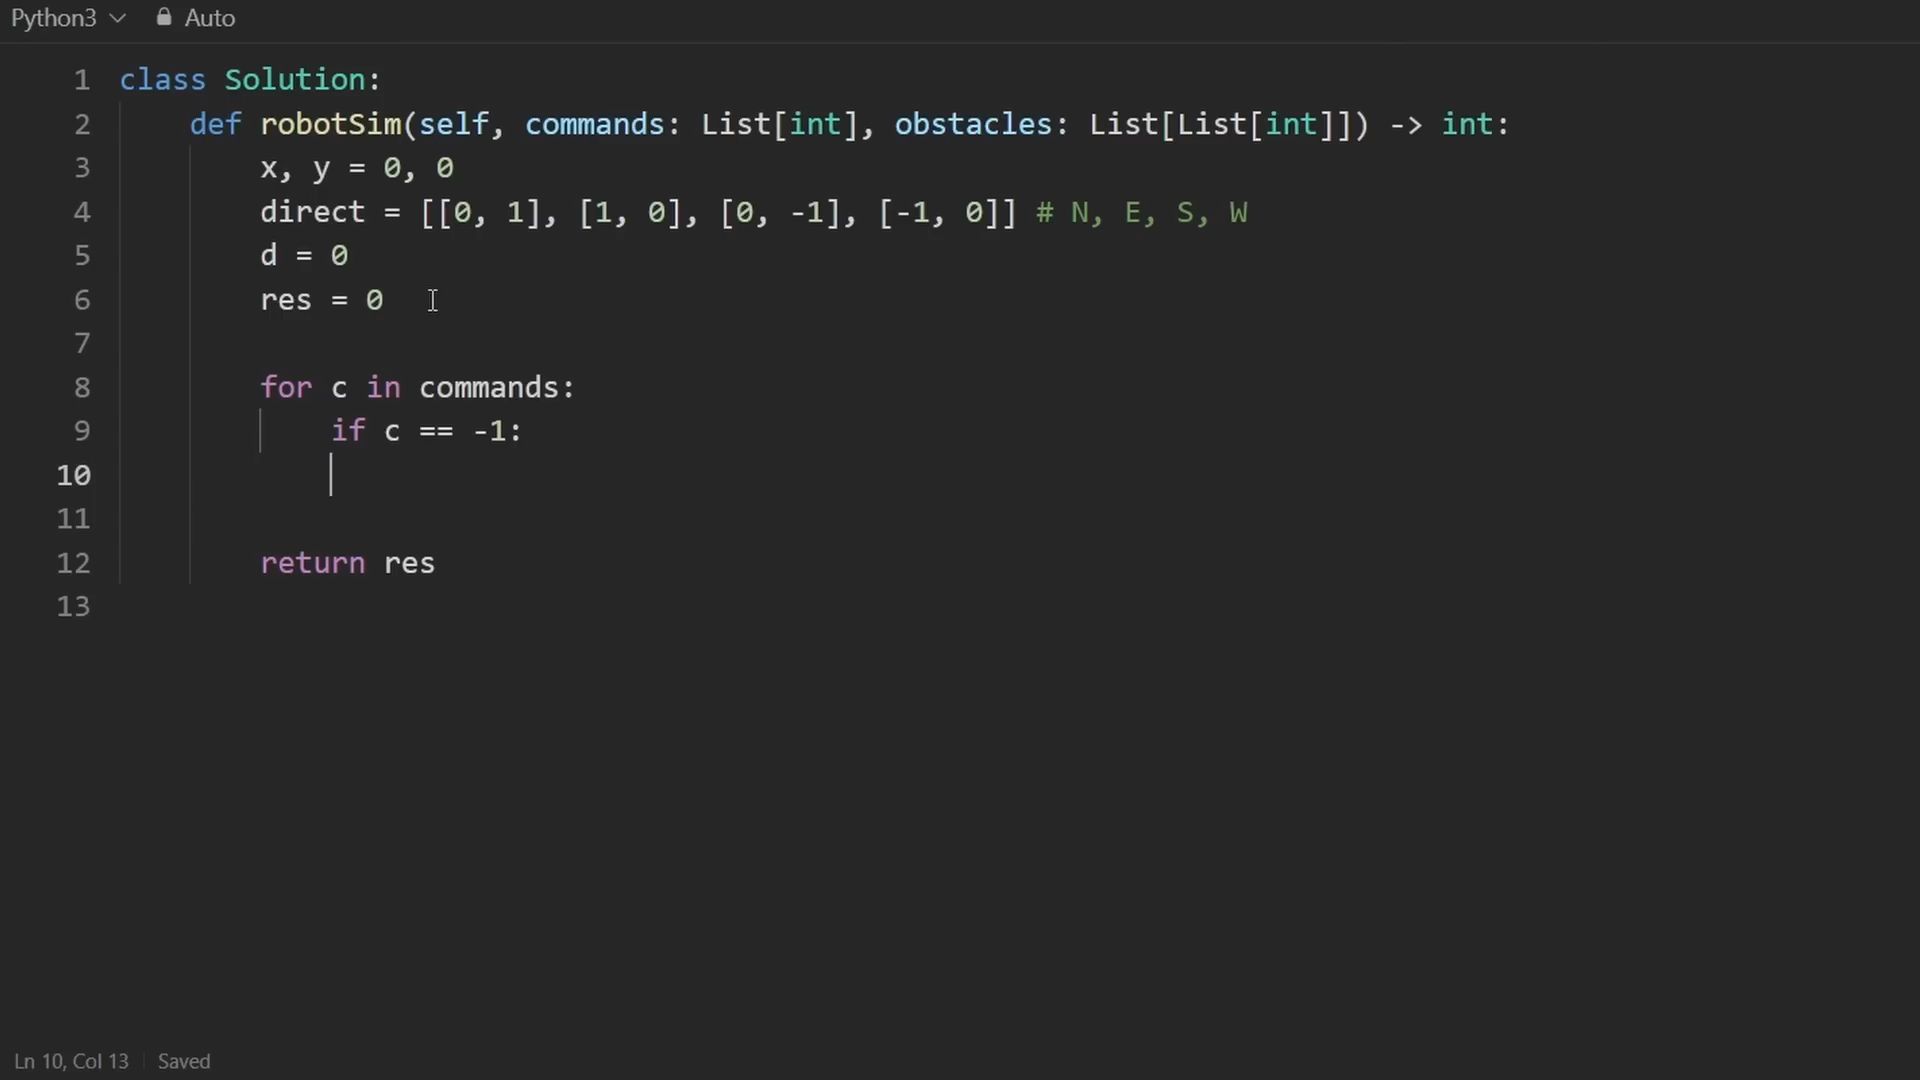 Python3 Auto
1 class Solution:
2 def robotSim(self, commands: List[int], obstacles: List[List[int]]) -> int:
3 x, y = 0, 0
4 direct = [[0, 1], [1, 0], [0, -1], [-1, 0]] # N, E, S, W
5 d = 0
6 res = 0
7
8 for c in commands:
9 if c == -1:
10
11
12 return res
13
Ln 10, Col 13 Saved